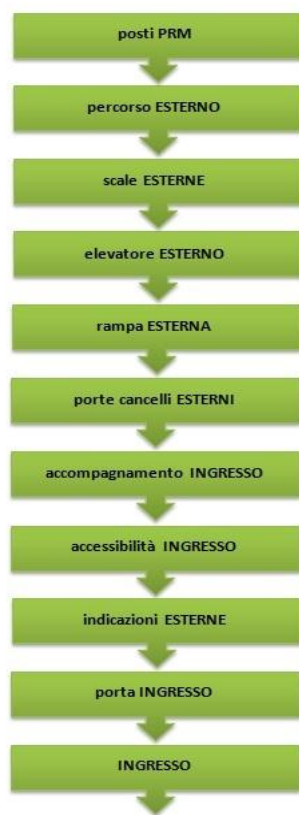 posti PRM
percorso ESTERNO
scale ESTERNE
elevatore ESTERNO
rampa ESTERNA
porte cancelli ESTERNI
accompagnamento INGRESSO
accessibilità INGRESSO
indicazioni ESTERNE
porta INGRESSO
INGRESSO